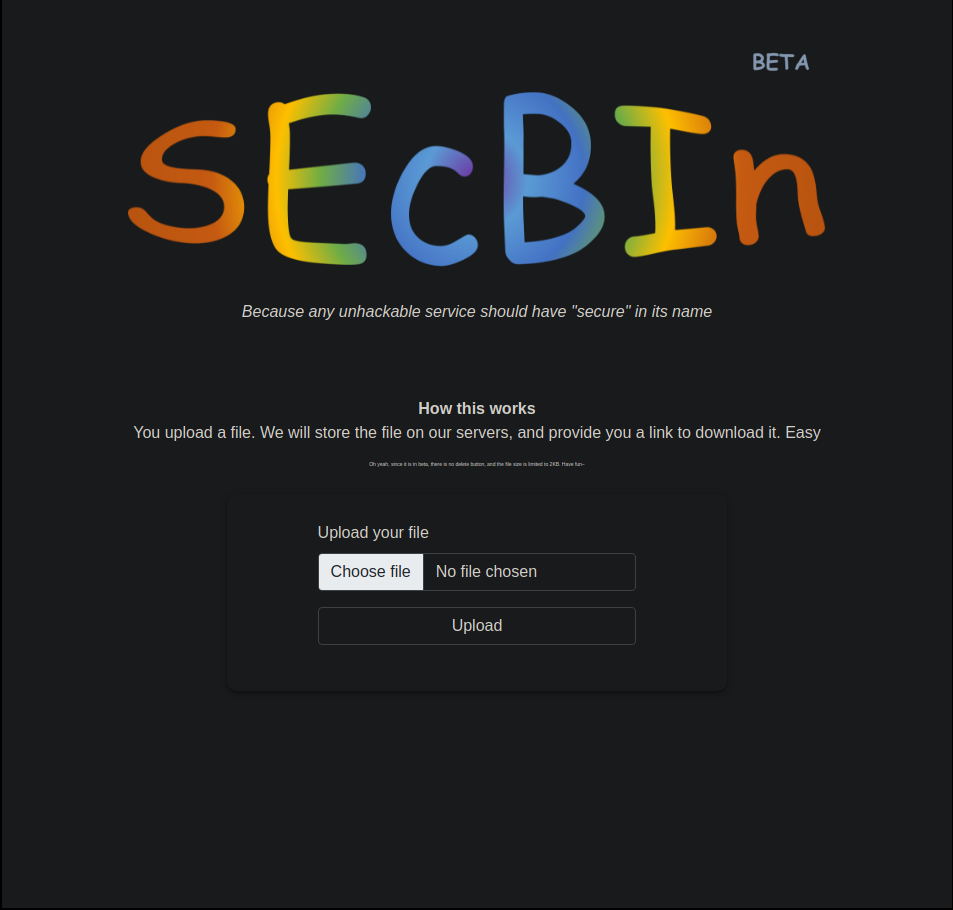 BETA
SEcBIn
Because any unhackable service should have "secure" in its name
How this works
You upload a file. We will store the file on our servers, and provide you a link to download it. Easy
Oh yeah, since it is in beta, there is no delete button, and the file size is limited to 2KB. Have fun~
Upload your file
Choose file No file chosen
Upload